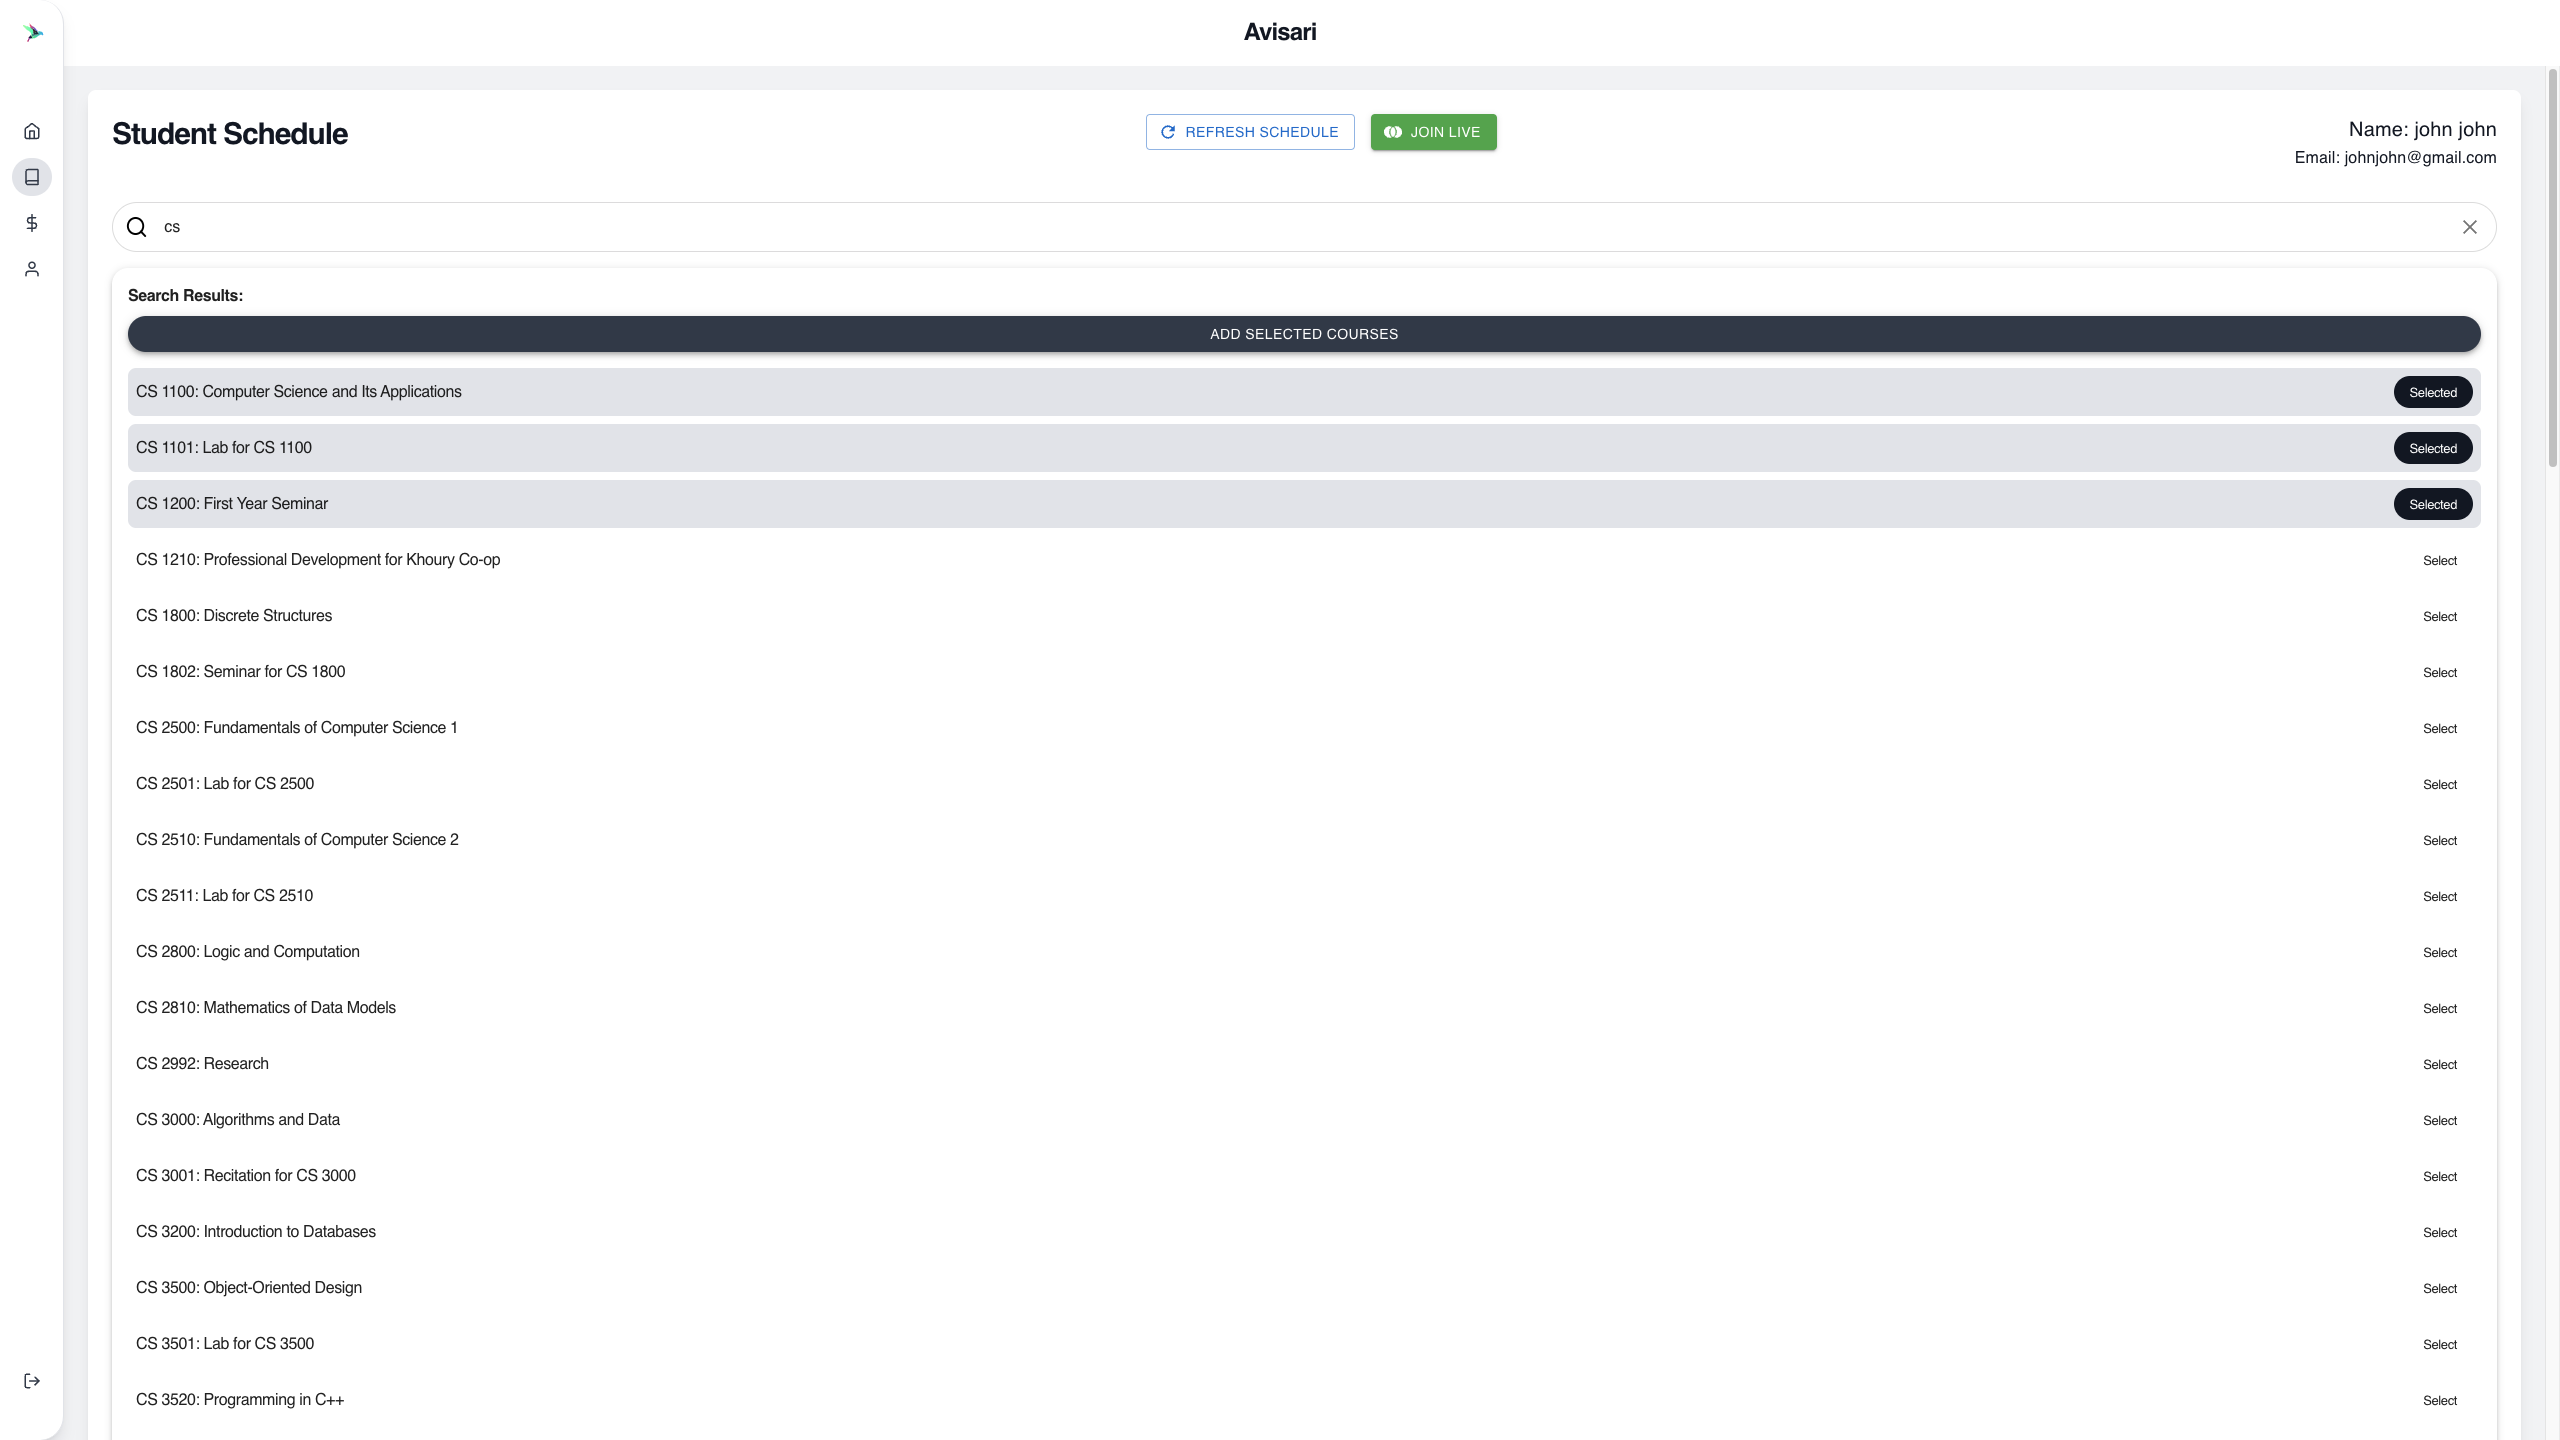 Avisari
Student Schedule
REFRESH SCHEDULE
JOIN LIVE
Name: john john
Email: johnjohn@gmail.com
cs
Search Results:
ADD SELECTED COURSES
CS 1100: Computer Science and Its Applications Selected
CS 1101: Lab for CS 1100 Selected
CS 1200: First Year Seminar Selected
CS 1210: Professional Development for Khoury Co-op Select
CS 1800: Discrete Structures Select
CS 1802: Seminar for CS 1800 Select
CS 2500: Fundamentals of Computer Science 1 Select
CS 2501: Lab for CS 2500 Select
CS 2510: Fundamentals of Computer Science 2 Select
CS 2511: Lab for CS 2510 Select
CS 2800: Logic and Computation Select
CS 2810: Mathematics of Data Models Select
CS 2992: Research Select
CS 3000: Algorithms and Data Select
CS 3001: Recitation for CS 3000 Select
CS 3200: Introduction to Databases Select
CS 3500: Object-Oriented Design Select
CS 3501: Lab for CS 3500 Select
CS 3520: Programming in C++ Select